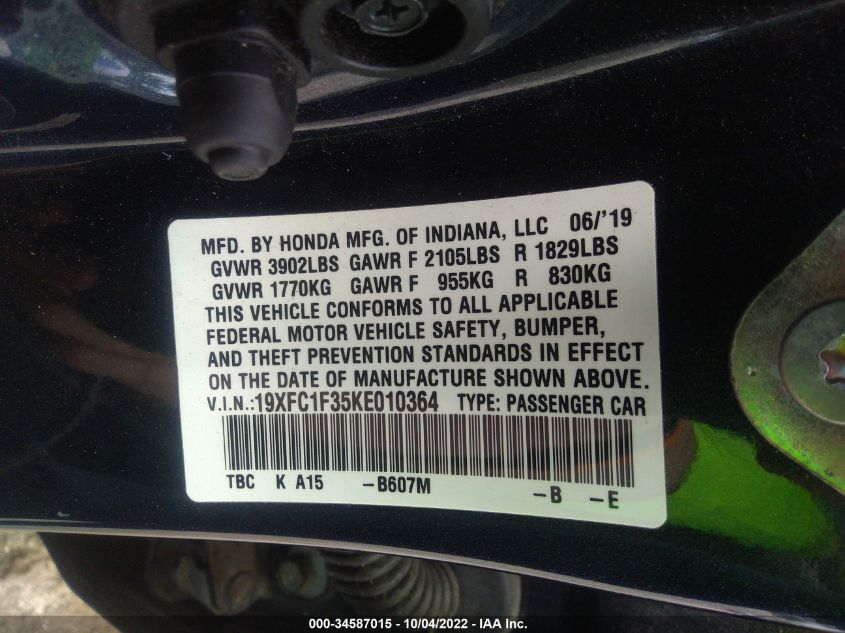 MFD. BY HONDA MFG. OF INDIANA, LLC 06/'19
GVWR 3902LBS GAWR F 2105LBS R 1829LBS
GVWR 1770KG GAWR F 955KG R 830KG
THIS VEHICLE CONFORMS TO ALL APPLICABLE
FEDERAL MOTOR VEHICLE SAFETY, BUMPER,
AND THEFT PREVENTION STANDARDS IN EFFECT
ON THE DATE OF MANUFACTURE SHOWN ABOVE.
V.I.N.:19XFC1F35KE010364 TYPE: PASSENGER CAR
TBC K A15 –B607M –B –E
000-34587015 - 10/04/2022 - IAA Inc.